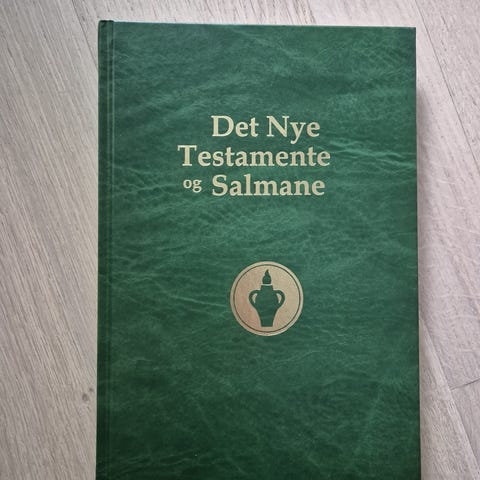 Det Nye
Testamente
og Salmane